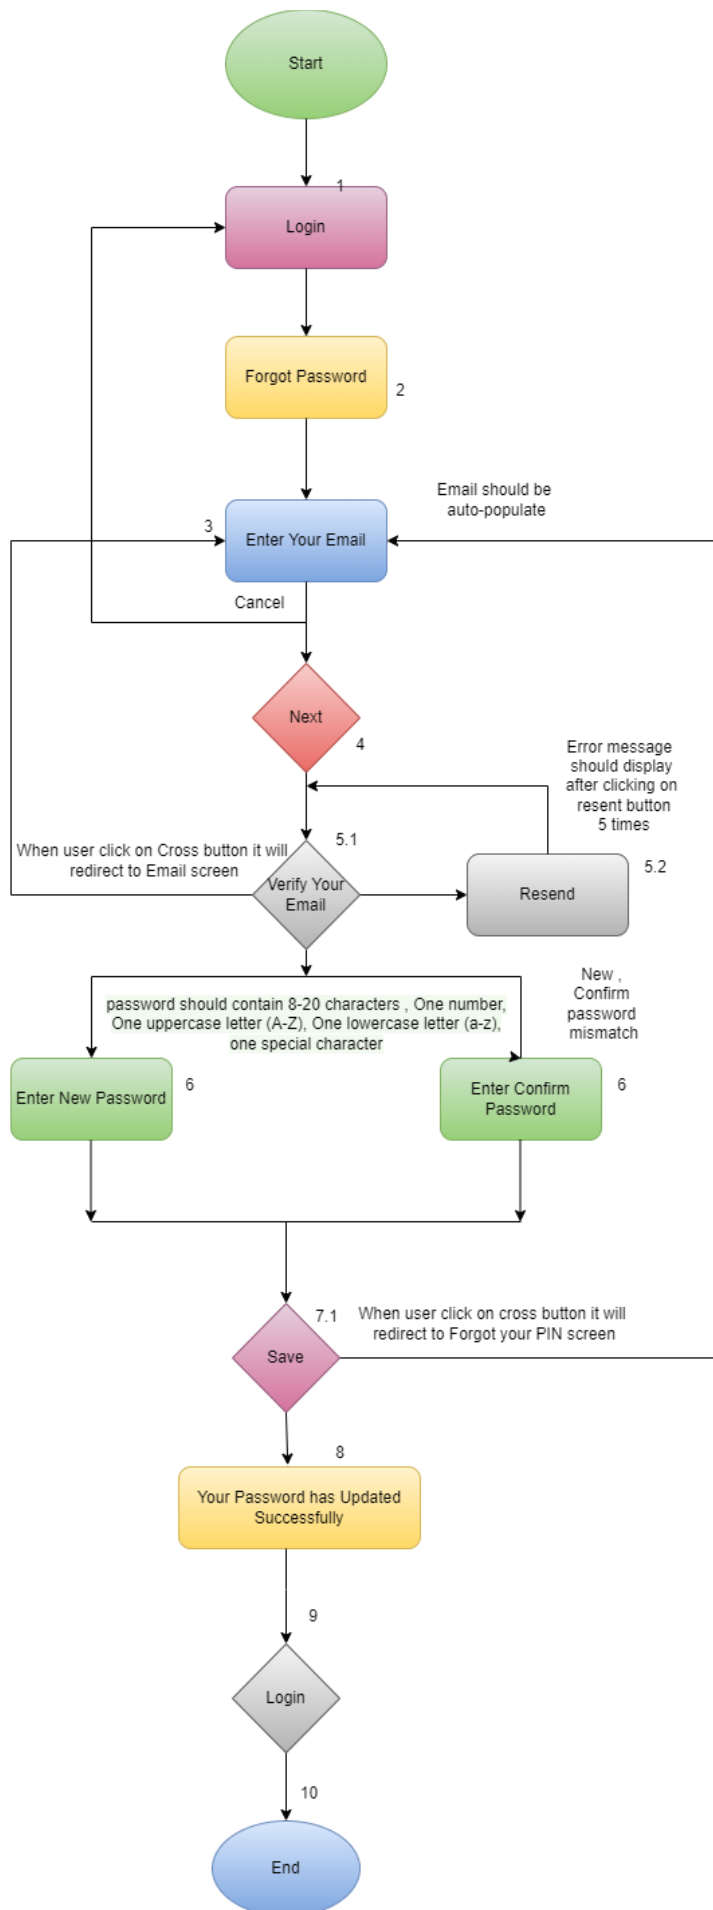 Start
1
Login
Forgot Password
2
Email should be
auto-populate
3
Enter Your Email
Cancel
Next
4
Error message
should display
after clicking on
resent button
5 times
5.1
When user click on Cross button it will
redirect to Email screen
Verify Your
Email
5.2
Resend
New ,
Confirm
password
mismatch
password should contain 8-20 characters , One number,
One uppercase letter (A-Z), One lowercase letter (a-z),
one special character
Enter New Password
6
Enter Confirm
Password
6
7.1
When user click on cross button it will
redirect to Forgot your PIN screen
Save
8
Your Password has Updated
Successfully
9
Login
10
End